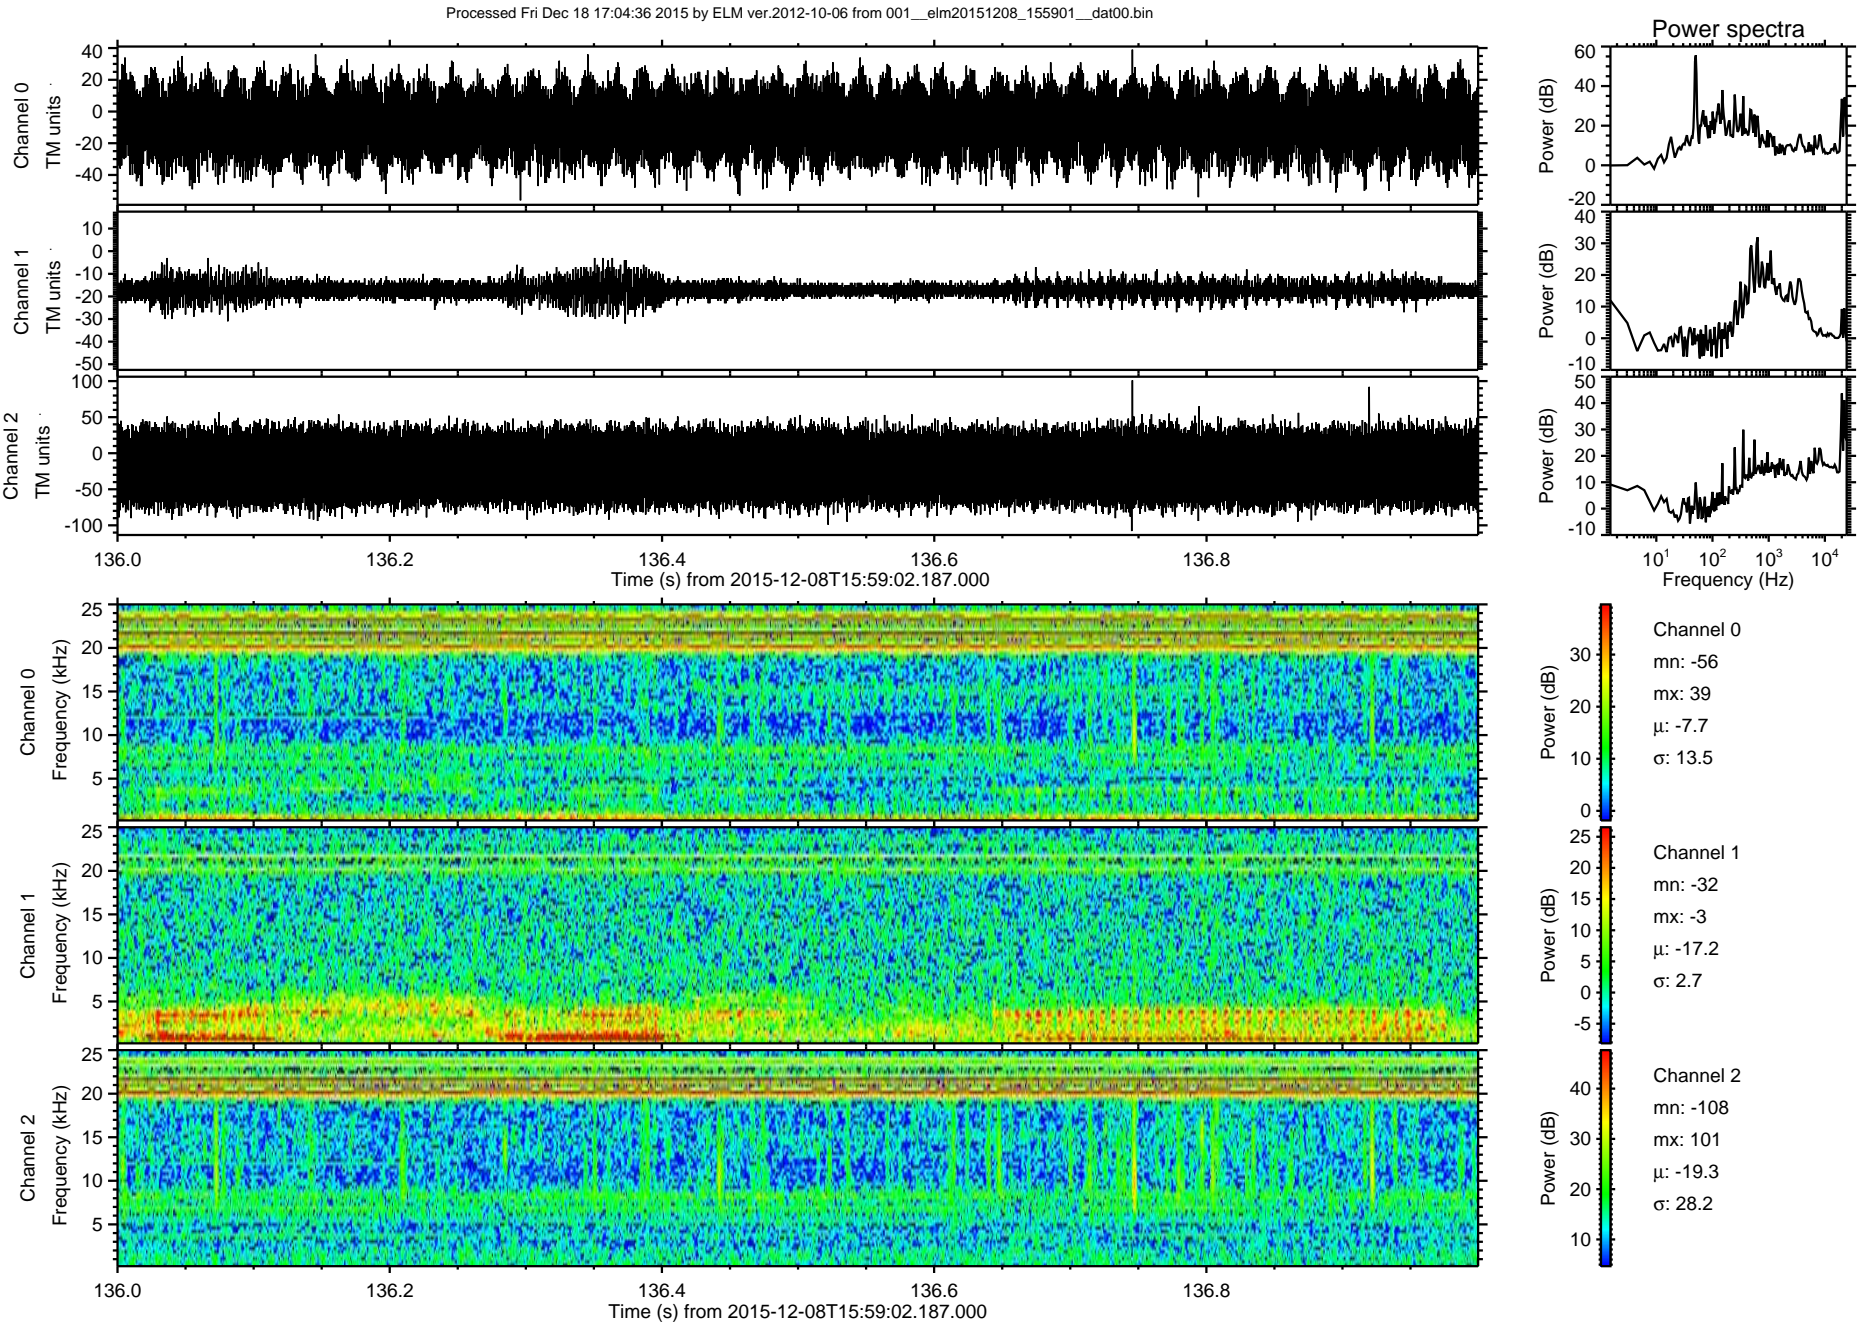 Processed Fri Dec 18 17:04:36 2015 by ELM ver.2012-10-06 from 001__elm20151208_155901__dat00.bin
Power spectra
Channel 0
TM units
40
20
0
-20
-40
Power (dB)
60
40
20
0
-20
Channel 1
TM units
10
0
-10
-20
-30
-40
-50
Power (dB)
40
30
20
10
0
-10
Channel 2
TM units
100
50
0
-50
-100
Power (dB)
50
40
30
20
10
0
-10
136.0 136.2 136.4 136.6 136.8
Time (s) from 2015-12-08T15:59:02.187.000
10¹ 10² 10³ 10⁴
Frequency (Hz)
Channel 0
Frequency (kHz)
25
20
15
10
5
Power (dB)
30
20
10
0
Channel 0
mn: -56
mx: 39
μ: -7.7
σ: 13.5
Channel 1
Frequency (kHz)
25
20
15
10
5
Power (dB)
25
20
15
10
5
0
-5
Channel 1
mn: -32
mx: -3
μ: -17.2
σ: 2.7
Channel 2
Frequency (kHz)
25
20
15
10
5
Power (dB)
40
30
20
10
Channel 2
mn: -108
mx: 101
μ: -19.3
σ: 28.2
136.0 136.2 136.4 136.6 136.8
Time (s) from 2015-12-08T15:59:02.187.000